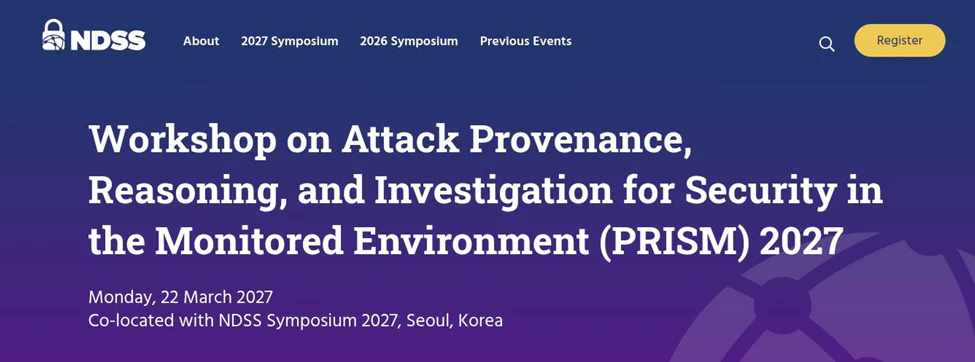 NDSS About 2027 Symposium 2026 Symposium Previous Events Register
Workshop on Attack Provenance,
Reasoning, and Investigation for Security in
the Monitored Environment (PRISM) 2027
Monday, 22 March 2027
Co-located with NDSS Symposium 2027, Seoul, Korea